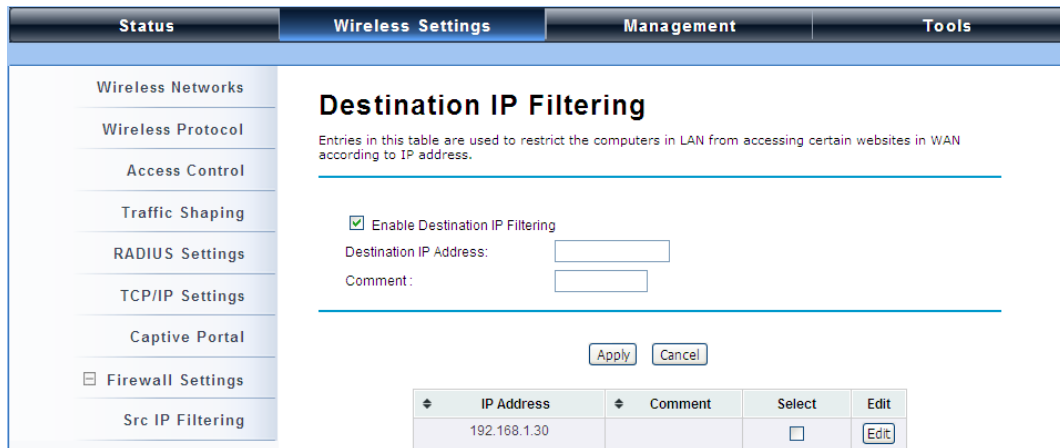 Status Wireless Settings Management Tools
Wireless Networks
Wireless Protocol
Access Control
Traffic Shaping
RADIUS Settings
TCP/IP Settings
Captive Portal
Firewall Settings
Src IP Filtering
Destination IP Filtering
Entries in this table are used to restrict the computers in LAN from accessing certain websites in WAN
according to IP address.
Enable Destination IP Filtering
Destination IP Address:
Comment :
Apply Cancel
IP Address Comment Select Edit
192.168.1.30 Edit